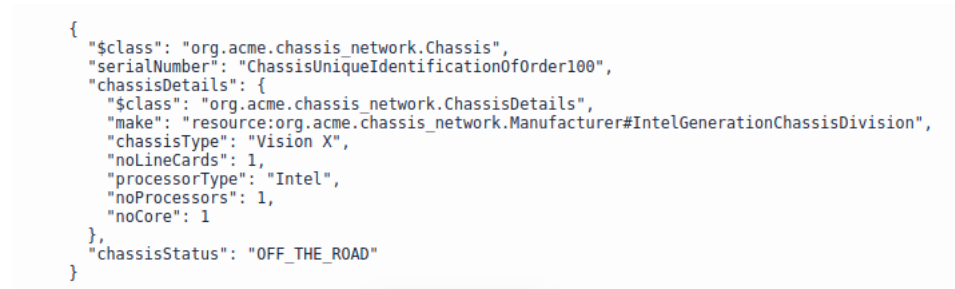 {
"$class": "org.acme.chassis_network.Chassis",
"serialNumber": "ChassisUniqueIdentificationOfOrder100",
"chassisDetails": {
"$class": "org.acme.chassis_network.ChassisDetails",
"make": "resource:org.acme.chassis_network.Manufacturer#IntelGenerationChassisDivision",
"chassisType": "Vision X",
"noLineCards": 1,
"processorType": "Intel",
"noProcessors": 1,
"noCore": 1
},
"chassisStatus": "OFF_THE_ROAD"
}